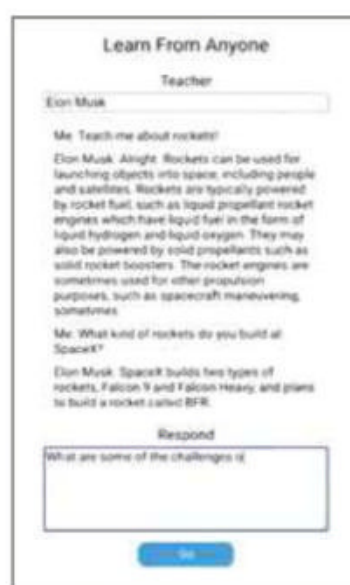 Learn From Anyone
Teacher
Elon Musk
Me: Teach me about rockets!
Elon Musk: Alright. Rockets can be used for
launching objects into space, including people
and satellites. Rockets are typically powered
by rocket fuel, such as liquid propellant rocket
engines which have liquid fuel in the form of
liquid hydrogen and liquid oxygen. They may
also be powered by solid propellants such as
solid rocket boosters. The rocket engines are
sometimes used for other propulsion
purposes, such as spacecraft maneuvering,
sometimes
Me: What kind of rockets do you build at
SpaceX?
Elon Musk: SpaceX builds two types of
rockets, Falcon 9 and Falcon Heavy, and plans
to build a rocket called BFR.
Respond
What are some of the challenges o
Go